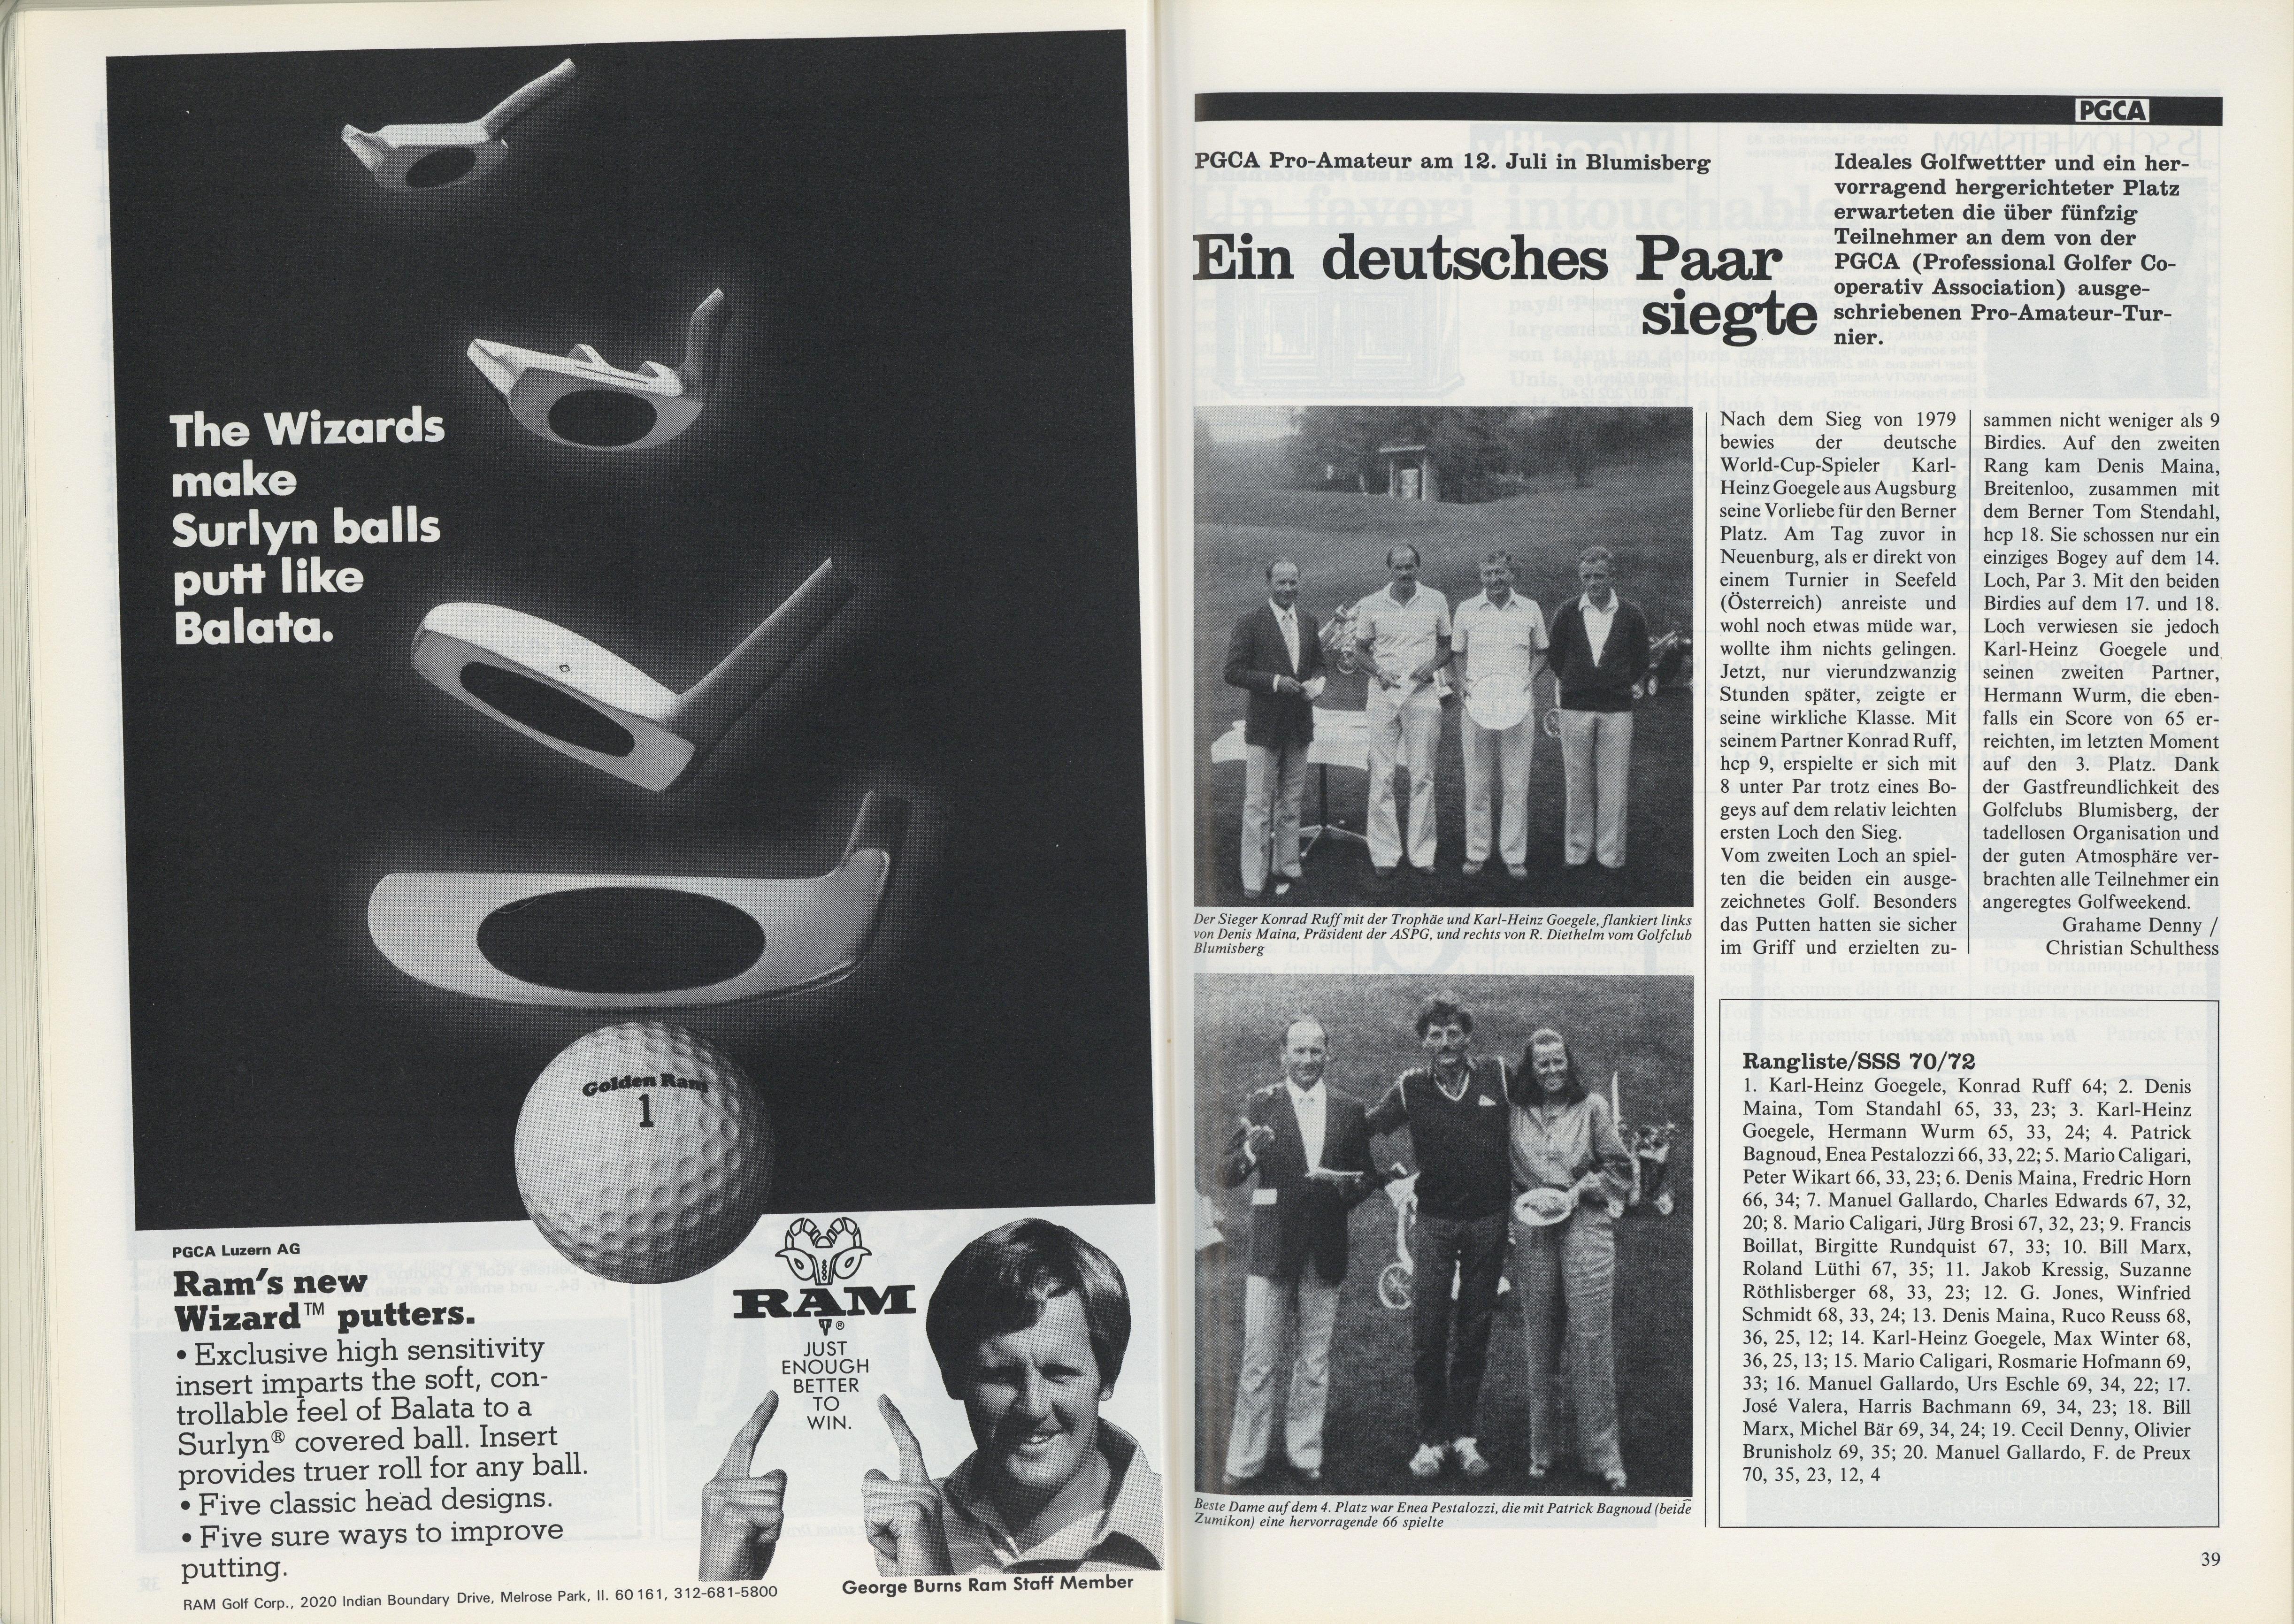 The Wizards
make
Surlyn balls
putt like
Balata.
Golden Ram
1
PGCA Luzern AG
Ram's new
Wizard™ putters.
• Exclusive high sensitivity
insert imparts the soft, con-
trollable feel of Balata to a
Surlyn® covered ball. Insert
provides truer roll for any ball.
• Five classic head designs.
• Five sure ways to improve
putting.
RAM®
JUST
ENOUGH
BETTER
TO
WIN.
George Burns Ram Staff Member
RAM Golf Corp., 2020 Indian Boundary Drive, Melrose Park, Il. 60161, 312-681-5800
PGCA
PGCA Pro-Amateur am 12. Juli in Blumisberg
Ein deutsches Paar
siegte
Ideales Golfwettter und ein her-
vorragend hergerichteter Platz
erwarteten die über fünfzig
Teilnehmer an dem von der
PGCA (Professional Golfer Co-
operativ Association) ausge-
schriebenen Pro-Amateur-Tur-
nier.
Der Sieger Konrad Ruff mit der Trophäe und Karl-Heinz Goegele, flankiert links
von Denis Maina, Präsident der ASPG, und rechts von R. Diethelm vom Golfclub
Blumisberg
Beste Dame auf dem 4. Platz war Enea Pestalozzi, die mit Patrick Bagnoud (beide
Zumikon) eine hervorragende 66 spielte
Nach dem Sieg von 1979
bewies der deutsche
World-Cup-Spieler Karl-
Heinz Goegele aus Augsburg
seine Vorliebe für den Berner
Platz. Am Tag zuvor in
Neuenburg, als er direkt von
einem Turnier in Seefeld
(Österreich) anreiste und
wohl noch etwas müde war,
wollte ihm nichts gelingen.
Jetzt, nur vierundzwanzig
Stunden später, zeigte er
seine wirkliche Klasse. Mit
seinem Partner Konrad Ruff,
hcp 9, erspielte er sich mit
8 unter Par trotz eines Bo-
geys auf dem relativ leichten
ersten Loch den Sieg.
Vom zweiten Loch an spiel-
ten die beiden ein ausge-
zeichnetes Golf. Besonders
das Putten hatten sie sicher
im Griff und erzielten zu-
sammen nicht weniger als 9
Birdies. Auf den zweiten
Rang kam Denis Maina,
Breitenloo, zusammen mit
dem Berner Tom Stendahl,
hcp 18. Sie schossen nur ein
einziges Bogey auf dem 14.
Loch, Par 3. Mit den beiden
Birdies auf dem 17. und 18.
Loch verwiesen sie jedoch
Karl-Heinz Goegele und
seinen zweiten Partner,
Hermann Wurm, die eben-
falls ein Score von 65 er-
reichten, im letzten Moment
auf den 3. Platz. Dank
der Gastfreundlichkeit des
Golfclubs Blumisberg, der
tadellosen Organisation und
der guten Atmosphäre ver-
brachten alle Teilnehmer ein
angeregtes Golfweekend.
Grahame Denny /
Christian Schulthess
Rangliste/SSS 70/72
1. Karl-Heinz Goegele, Konrad Ruff 64; 2. Denis
Maina, Tom Standahl 65, 33, 23; 3. Karl-Heinz
Goegele, Hermann Wurm 65, 33, 24; 4. Patrick
Bagnoud, Enea Pestalozzi 66, 33, 22; 5. Mario Caligari,
Peter Wikart 66, 33, 23; 6. Denis Maina, Fredric Horn
66, 34; 7. Manuel Gallardo, Charles Edwards 67, 32,
20; 8. Mario Caligari, Jürg Brosi 67, 32, 23; 9. Francis
Boillat, Birgitte Rundquist 67, 33; 10. Bill Marx,
Roland Lüthi 67, 35; 11. Jakob Kressig, Suzanne
Röthlisberger 68, 33, 23; 12. G. Jones, Winfried
Schmidt 68, 33, 24; 13. Denis Maina, Ruco Reuss 68,
36, 25, 12; 14. Karl-Heinz Goegele, Max Winter 68,
36, 25, 13; 15. Mario Caligari, Rosmarie Hofmann 69,
33; 16. Manuel Gallardo, Urs Eschle 69, 34, 22; 17.
José Valera, Harris Bachmann 69, 34, 23; 18. Bill
Marx, Michel Bär 69, 34, 24; 19. Cecil Denny, Olivier
Brunisholz 69, 35; 20. Manuel Gallardo, F. de Preux
70, 35, 23, 12, 4
39